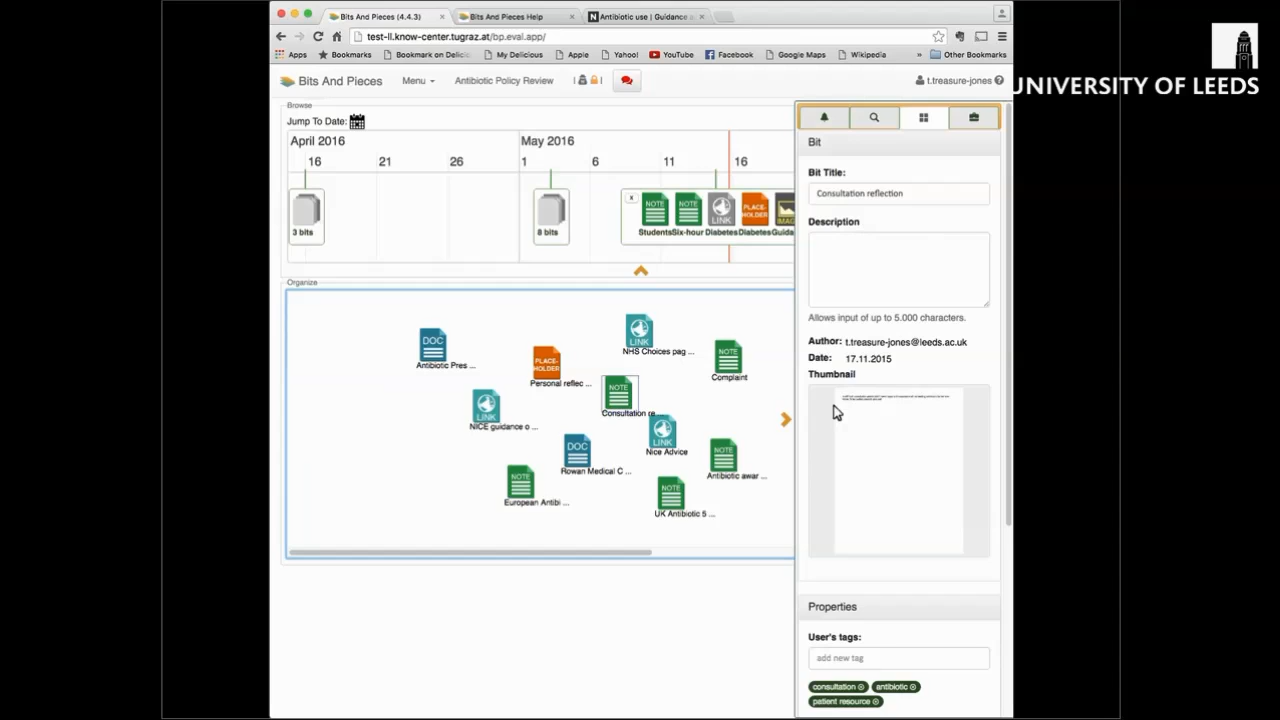 Bits And Pieces (4.4.3) × Bits And Pieces Help × Antibiotic use | Guidance a ×
test-ll.know-center.tugraz.at/bp.eval.app/
Apps Bookmarks Bookmark on Delici My Delicious Apple Yahoo! YouTube Facebook Google Maps Wikipedia » Other Bookmarks
UNIVERSITY OF LEEDS
Bits And Pieces Menu Antibiotic Policy Review t.treasure-jones
Browse
Jump To Date:
April 2016 May 2016
16 21 26 1 6 11 16
NOTE NOTE LINK PLACE-HOLDER IMAG
3 bits 8 bits x Students Six-hour Diabetes Diabetes Guida
Organize
DOC
Antibiotic Pres ...
PLACE-HOLDER
Personal reflec ...
LINK
NHS Choices pag ...
NOTE
Complaint
LINK
NICE guidance o ...
NOTE
Consultation re...
LINK
Nice Advice
DOC
Rowan Medical C ...
NOTE
Antibiotic awar ...
NOTE
European Antibi ...
NOTE
UK Antibiotic 5 ...
Bit
Bit Title:
Consultation reflection
Description
Allows input of up to 5.000 characters.
Author: t.treasure-jones@leeds.ac.uk
Date: 17.11.2015
Thumbnail
Properties
User's tags:
add new tag
consultation antibiotic
patient resource